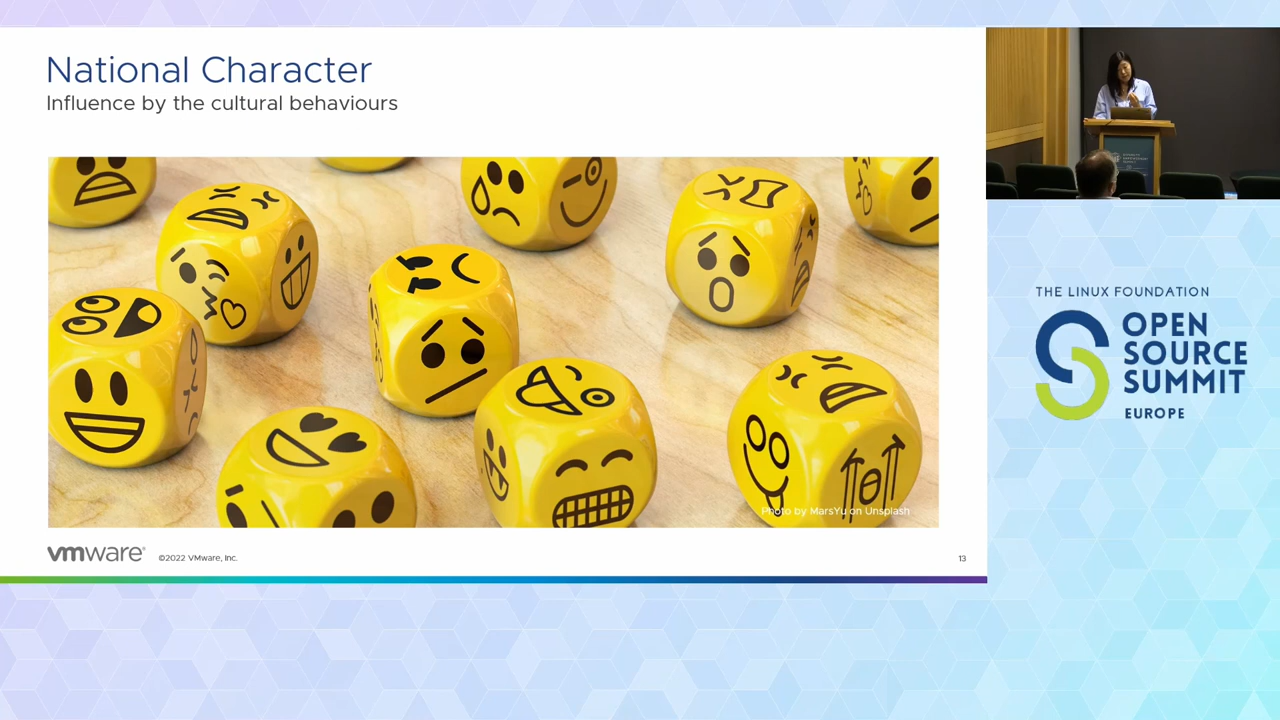 National Character
Influence by the cultural behaviours
Photo by MarsYu on Unsplash
vmware®
©2022 VMware, Inc.
13
THE LINUX FOUNDATION
OPEN
SOURCE
SUMMIT
EUROPE